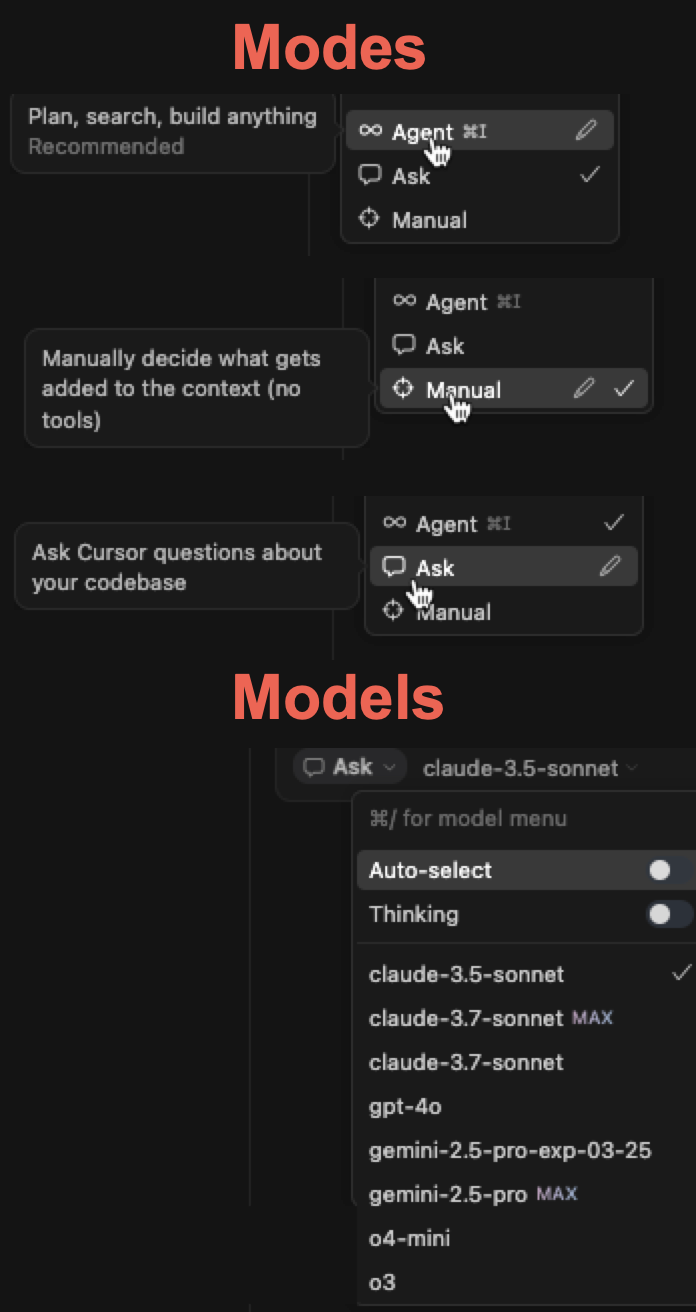 Modes
Plan, search, build anything
Recommended
Agent ⌘I
Ask
Manual
Agent ⌘I
Ask
Manual
Manually decide what gets
added to the context (no
tools)
Agent ⌘I
Ask
Manual
Ask Cursor questions about
your codebase
Models
Ask claude-3.5-sonnet
⌘/ for model menu
Auto-select
Thinking
claude-3.5-sonnet
claude-3.7-sonnet MAX
claude-3.7-sonnet
gpt-4o
gemini-2.5-pro-exp-03-25
gemini-2.5-pro MAX
o4-mini
o3